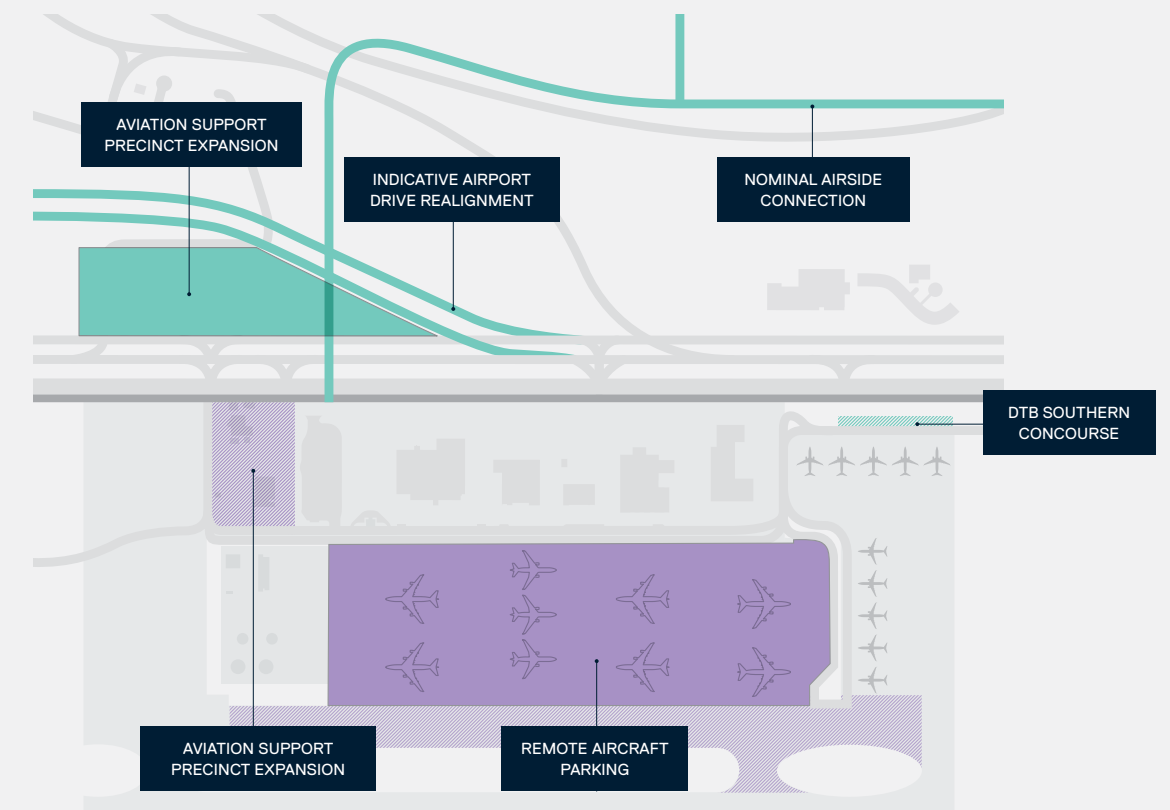 AVIATION SUPPORT
PRECINCT EXPANSION
INDICATIVE AIRPORT
DRIVE REALIGNMENT
NOMINAL AIRSIDE
CONNECTION
DTB SOUTHERN
CONCOURSE
AVIATION SUPPORT
PRECINCT EXPANSION
REMOTE AIRCRAFT
PARKING